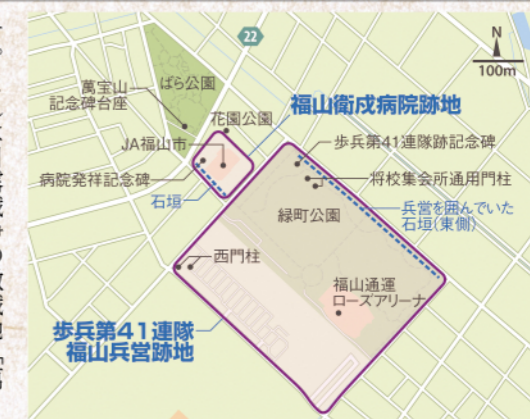 22
N
100m
ばら公園
萬宝山
記念碑台座
花園公園
福山衛戍病院跡地
JA福山市
歩兵第41連隊跡記念碑
病院発祥記念碑
将校集会所通用門柱
石垣
緑町公園
兵営を囲んでいた
石垣(東側)
西門柱
福山通運
ローズアリーナ
歩兵第41連隊
福山兵営跡地